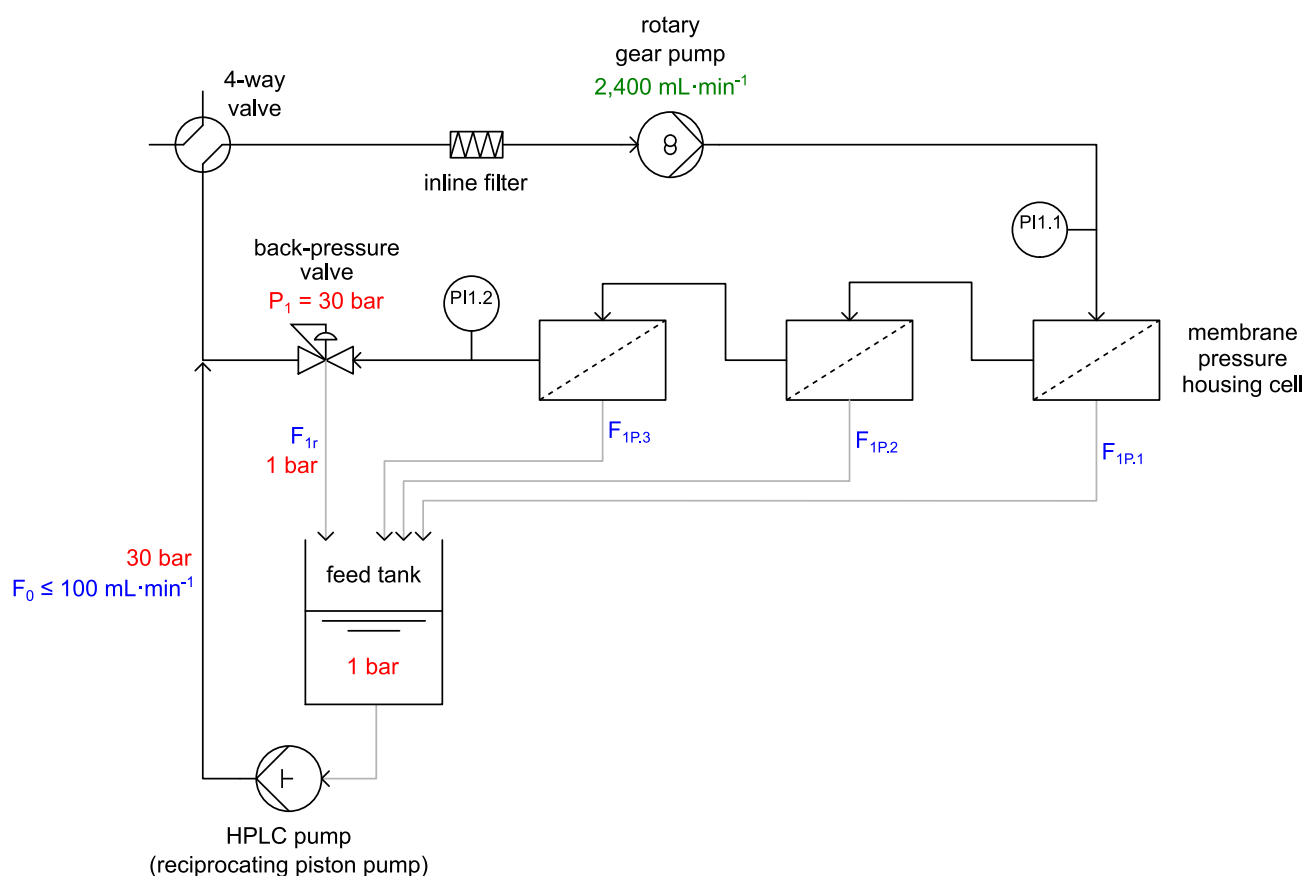 rotary
gear pump
2,400 mL·min⁻¹
4-way
valve
inline filter
PI1.1
back-pressure
valve
P₁ = 30 bar
PI1.2
membrane
pressure
housing cell
F₁ᵣ
1 bar
F₁P.₃
F₁P.₂
F₁P.₁
30 bar
F₀ ≤ 100 mL·min⁻¹
feed tank
1 bar
HPLC pump
(reciprocating piston pump)